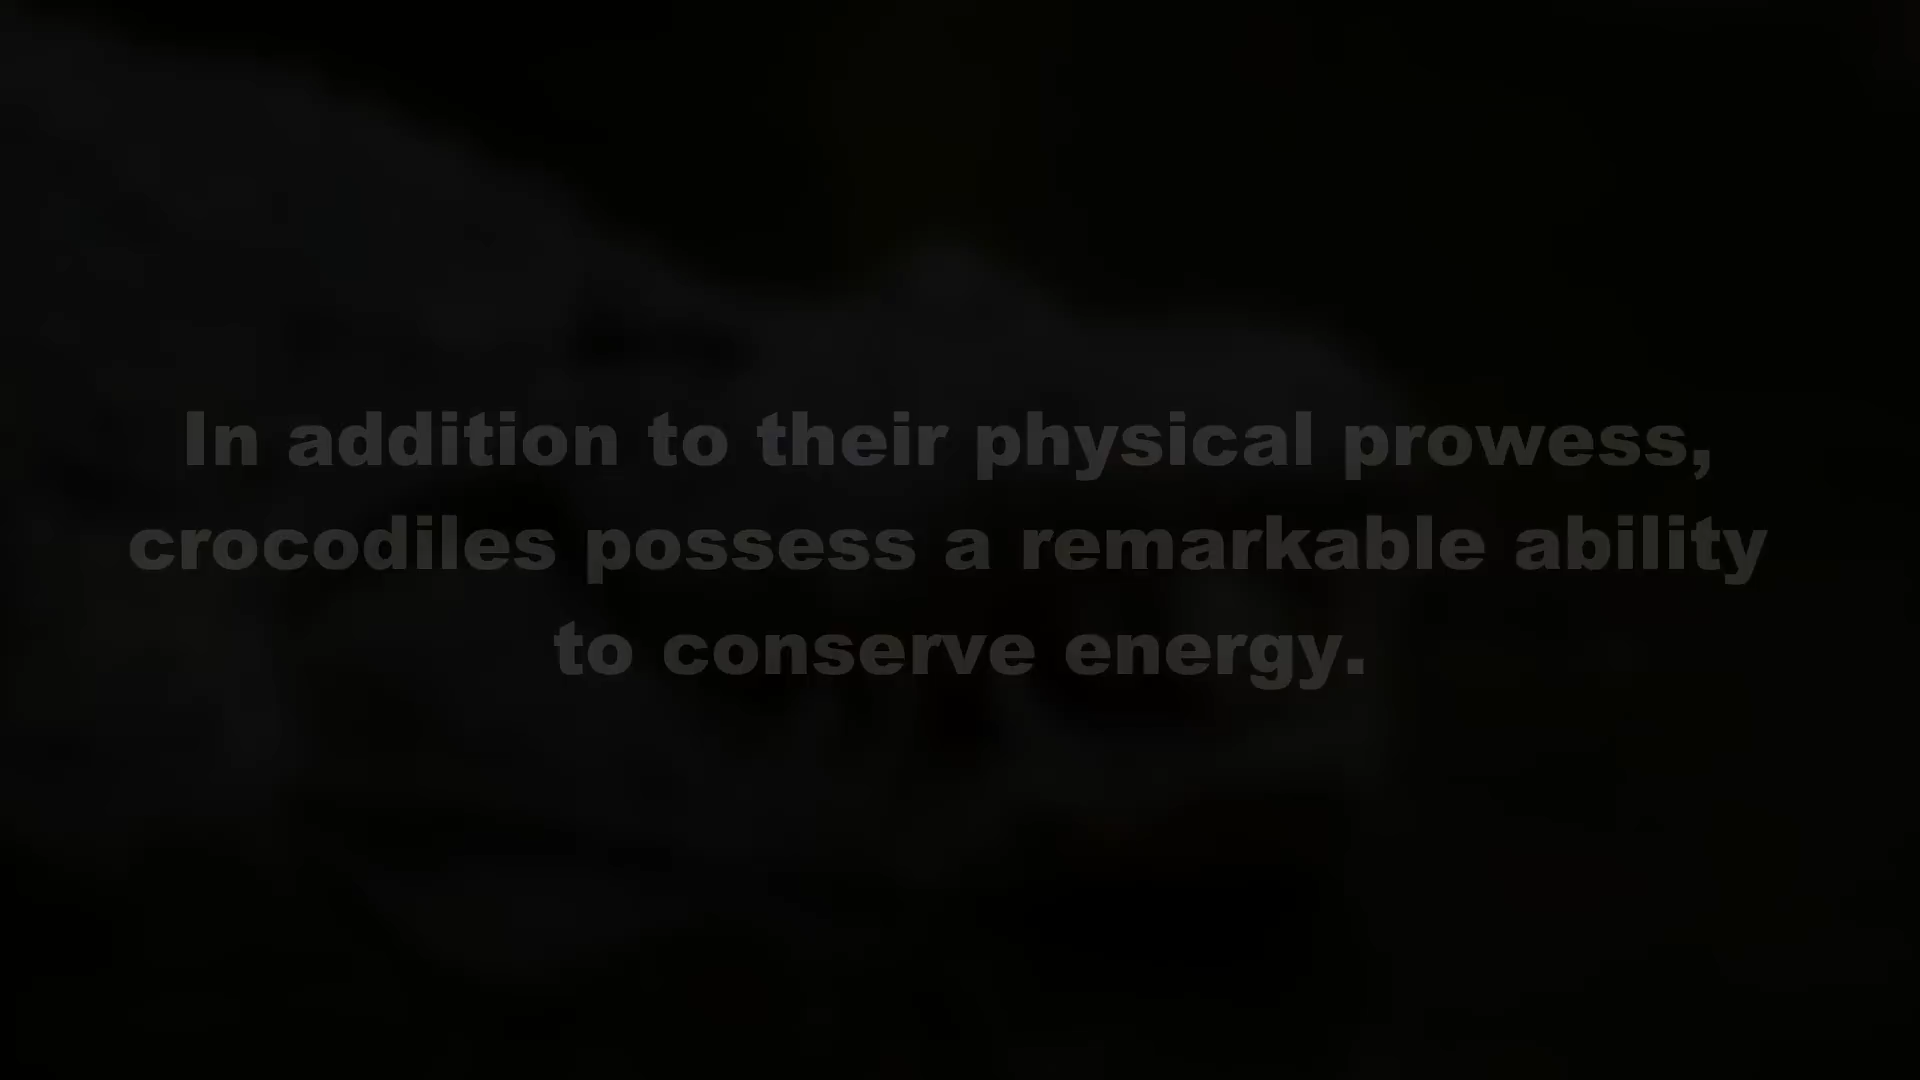 In addition to their physical prowess,
crocodiles possess a remarkable ability
to conserve energy.